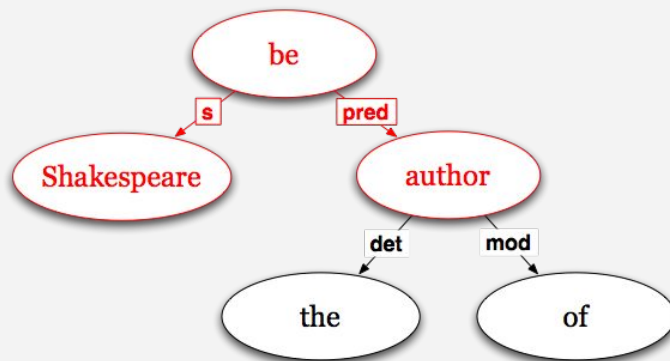 be
s pred
Shakespeare author
det mod
the of